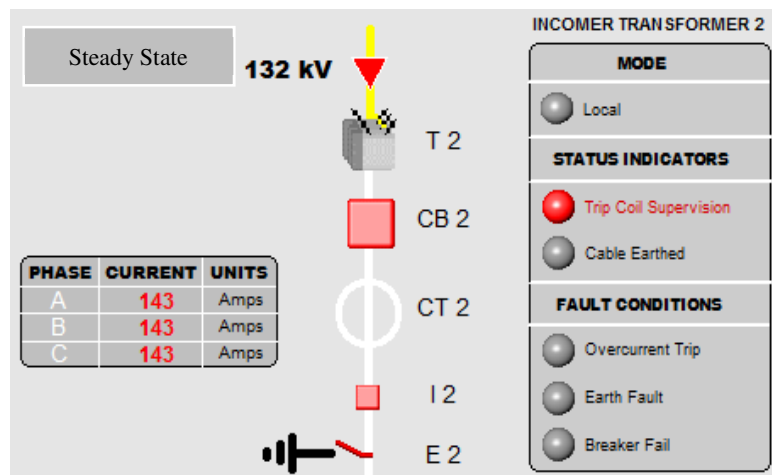 INCOMER TRANSFORMER 2
Steady State
132 kV
MODE
Local
T 2
STATUS INDICATORS
Trip Coil Supervision
CB 2
Cable Earthed
PHASE CURRENT UNITS
A 143 Amps
B 143 Amps
C 143 Amps
CT 2
FAULT CONDITIONS
Overcurrent Trip
I 2
Earth Fault
E 2
Breaker Fail